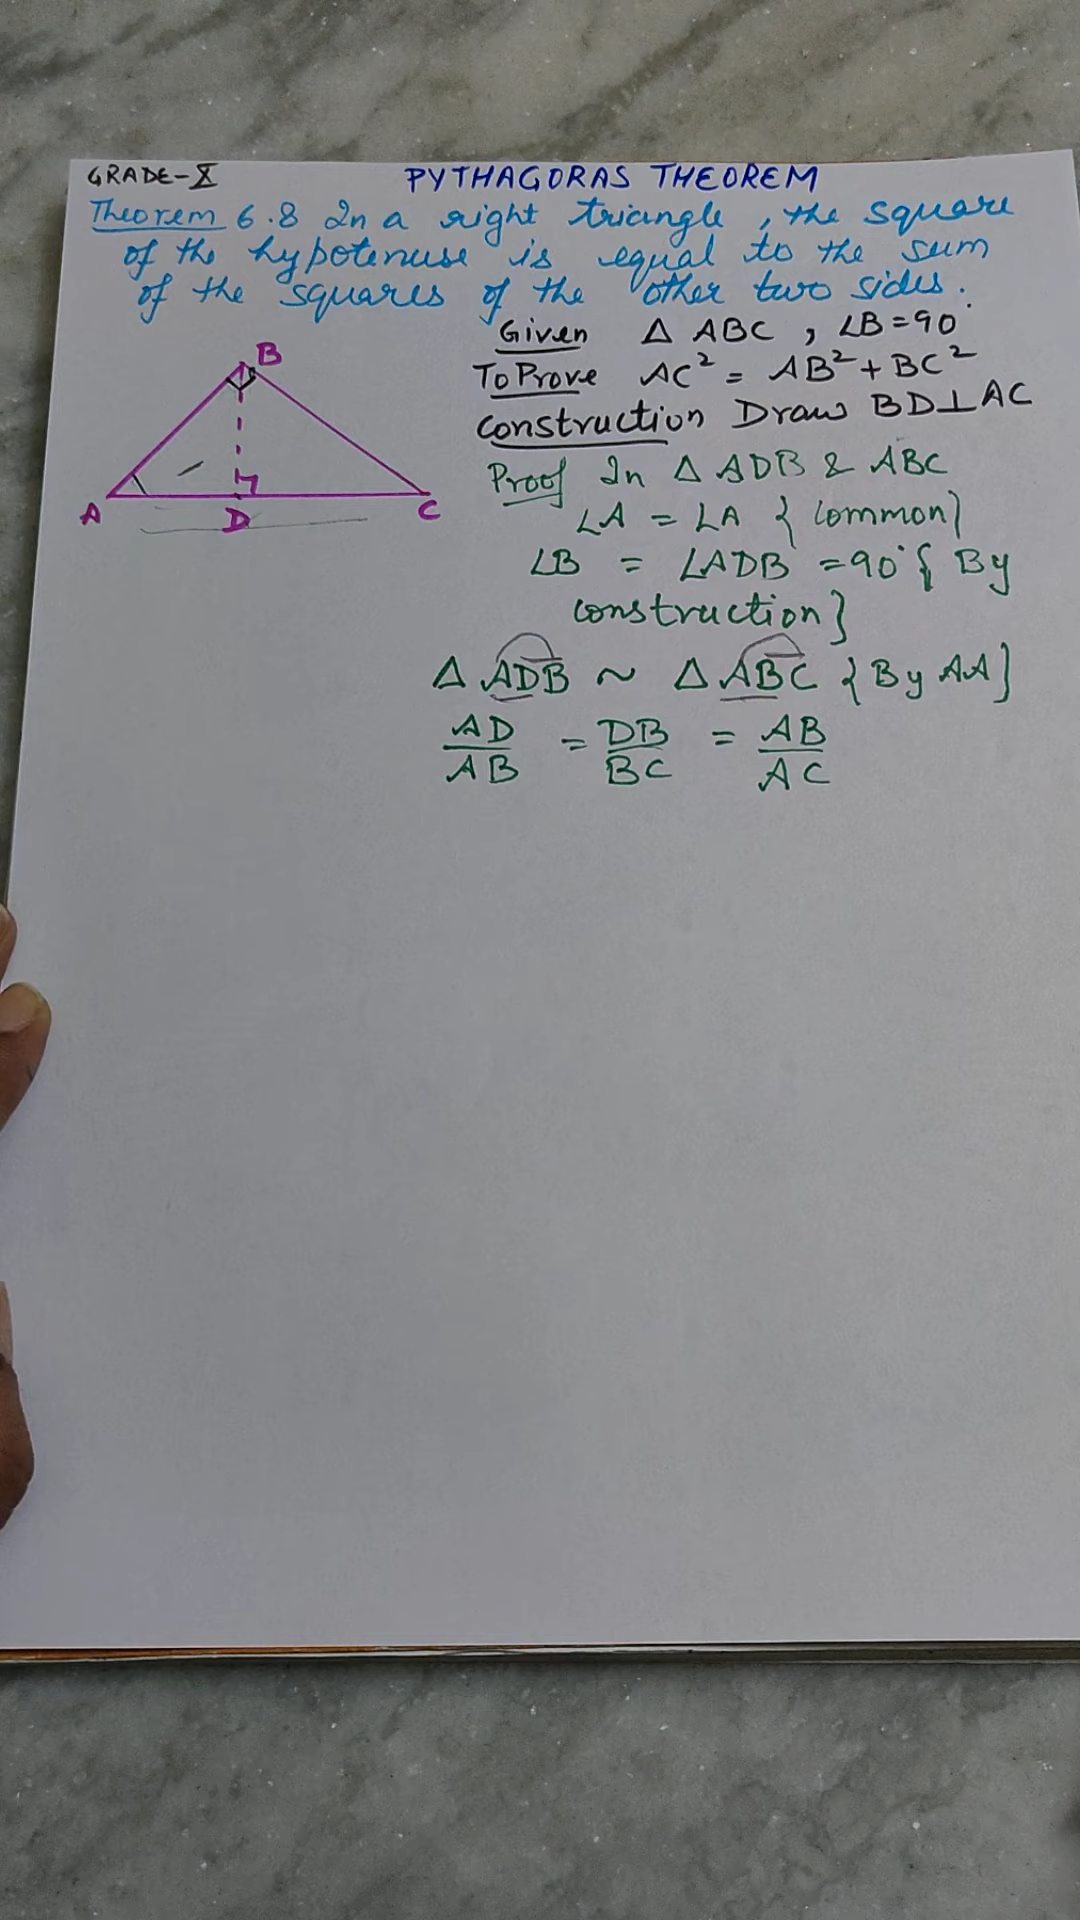 GRADE-X PYTHAGORAS THEOREM
Theorem 6.8 In a right triangle, the square
of the hypotenuse is equal to the sum
of the squares of the other two sides.
Given Δ ABC, ∠B=90°
To Prove AC² = AB² + BC²
Construction Draw BD⊥AC
Proof In Δ ADB & ABC
∠A = ∠A { Common}
∠B = ∠ADB = 90° { By
construction}
Δ ADB ~ Δ ABC {By AA}
AD/AB = DB/BC = AB/AC
B
A
D
C